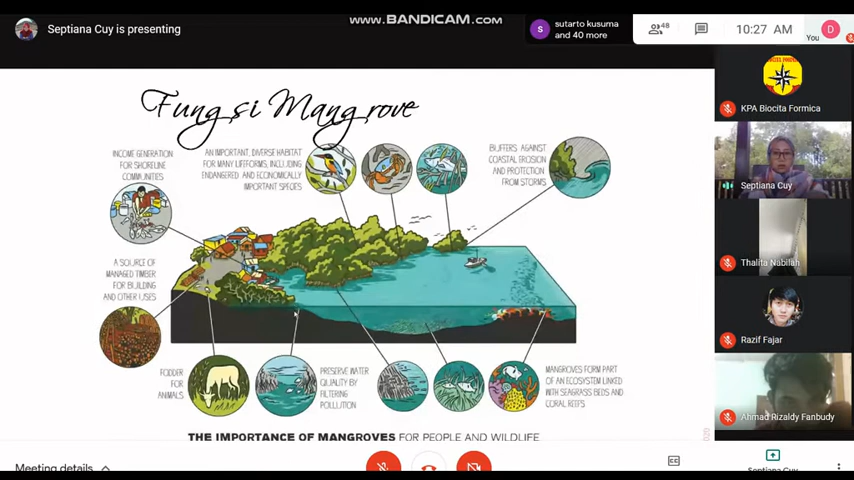 www.BANDICAM.com
Septiana Cuy is presenting
sutarto kusuma
and 40 more
48
10:27 AM
D
You
S
Fungsi Mangrove
INCOME GENERATION
FOR SHORELINE
COMMUNITIES
AN IMPORTANT, DIVERSE HABITAT
FOR MANY LIFEFORMS, INCLUDING
ENDANGERED AND ECONOMICALLY
IMPORTANT SPECIES
BUFFERS AGAINST
COASTAL EROSION
AND PROTECTION
FROM STORMS
A SOURCE OF
MANAGED TIMBER
FOR BUILDING
AND OTHER USES
FODDER
FOR
ANIMALS
PRESERVE WATER
QUALITY BY
FILTERING
POLLUTION
MANGROVES FORM PART
OF AN ECOSYSTEM LINKED
WITH SEAGRASS BEDS AND
CORAL REEFS
THE IMPORTANCE OF MANGROVES FOR PEOPLE AND WILDLIFE
KPA Biocita Formica
Septiana Cuy
Thalita Nabilah
Razif Fajar
Ahmad Rizaldy Fanbudy
Meeting details
CC
Septiana Cuy